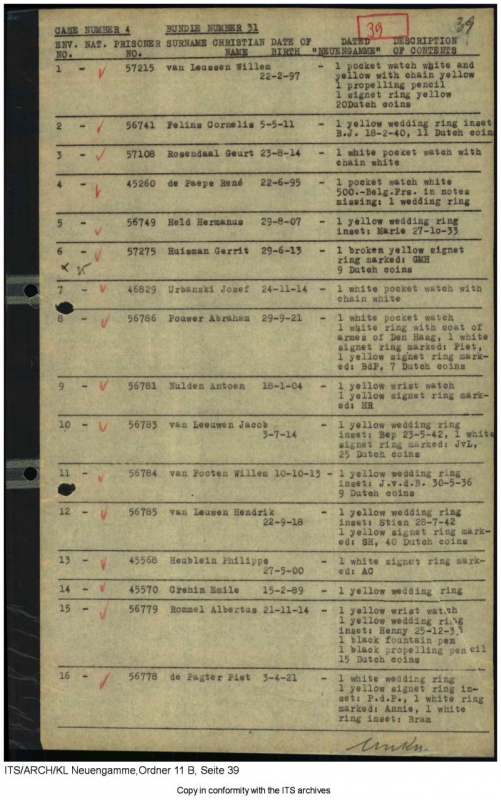 39 39
CASE NUMBER 4 BUNDLE NUMBER 31
ENV. NAT. PRISONER SURNAME CHRISTIAN DATE OF DATED DESCRIPTION
NO. NO. NAME BIRTH "NEUENGAMME" OF CONTENTS
1 - 57215 van Leussen Willem - 1 pocket watch white and
22-2-97 yellow with chain yellow
1 propelling pencil
1 signet ring yellow
20Dutch coins
2 - 56741 Felius Cornelis 5-5-11 - 1 yellow wedding ring inset
B.J. 18-2-40, 11 Dutch coin
3 - 57108 Rosendaal Geurt 23-8-14 - 1 white pocket watch with
chain white
4 - 45260 de Paepe René 22-6-95 - 1 pocket watch white
500.-Belg.Frs. in notes
missing: 1 wedding ring
5 - 56749 Held Hermanus 29-8-07 - 1 yellow wedding ring
inset: Marie 27-10-33
6 - 57275 Huisman Gerrit 29-6-13 - 1 broken yellow signet
ring marked: GMH
9 Dutch coins
7 - 46829 Urbanski Josef 24-11-14 - 1 white pocket watch with
chain white
8 - 56786 Pouwer Abraham 29-9-21 - 1 white pocket watch
1 white ring with coat of
armes of Den Haag, 1 white
signet ring marked: Piet,
1 yellow signet ring mark-
ed: BdP, 7 Dutch coins
9 - 56781 Nulden Antoen 18-1-04 - 1 yellow wrist watch
1 yellow signet ring mark-
ed: HR
10 - 56783 van Leeuwen Jacob - 1 yellow wedding ring
3-7-14 inset: Bep 23-5-42, 1 white
signet ring marked: JvL,
25 Dutch coins
11 - 56784 van Pooten Willem 10-10-13 - 1 yellow wedding ring
inset: J.v.d.B. 30-5-36
9 Dutch coins
12 - 56785 van Leuwen Hendrik - 1 yellow wedding ring
22-9-18 inset: Stien 28-7-42
1 yellow signet ring mark-
ed: SH, 40 Dutch coins
13 - 45568 Heublein Philippe - 1 white signet ring mark-
27-5-00 ed: AC
14 - 45570 Crehin Emile 15-2-89 - 1 yellow wedding ring
15 - 56779 Rommel Albertus 21-11-14 - 1 yellow wrist watch
1 yellow wedding ring
inset: Henny 25-12-33
1 black fountain pen
1 black propelling pencil
15 Dutch coins
16 - 56778 de Pagter Piet 3-4-21 - 1 white wedding ring
1 yellow signet ring in-
set: P.d.P., 1 white ring
marked: Annie, 1 white
ring inset: Bram
ITS/ARCH/KL Neuengamme,Ordner 11 B, Seite 39
Copy in conformity with the ITS archives